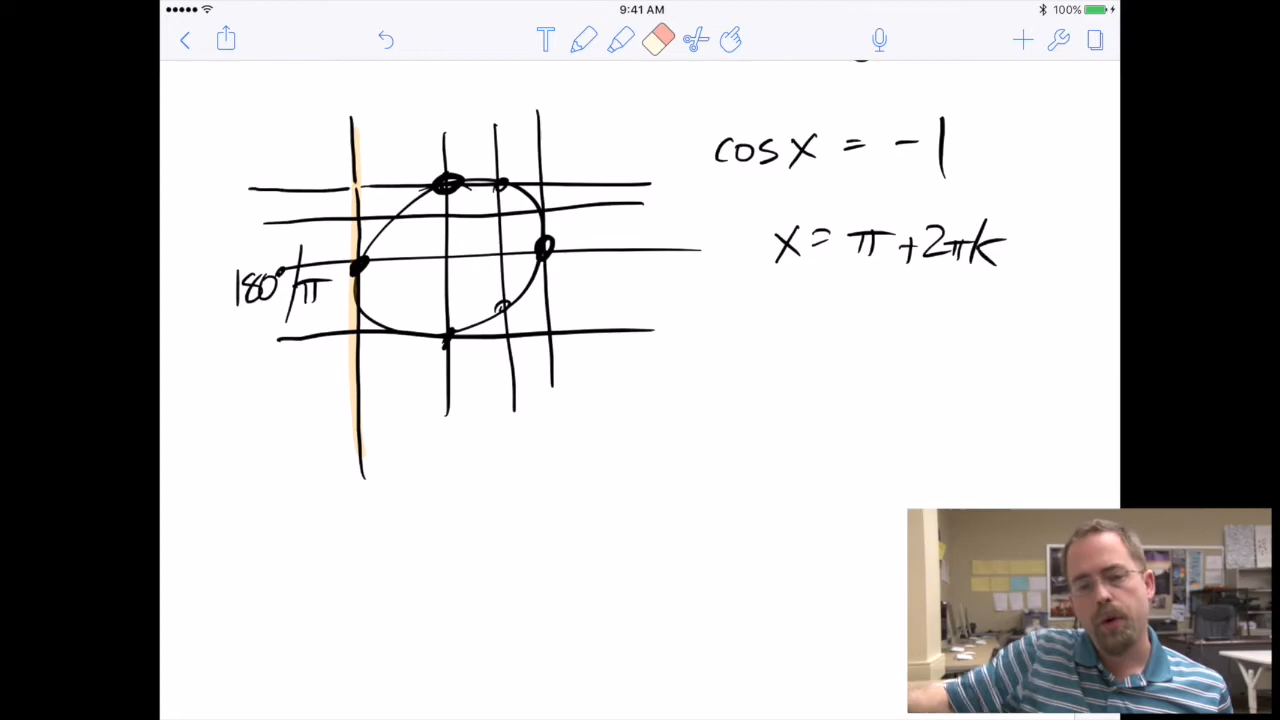 9:41 AM
100%
T
cos x = -1
x = π + 2πk
180°/π